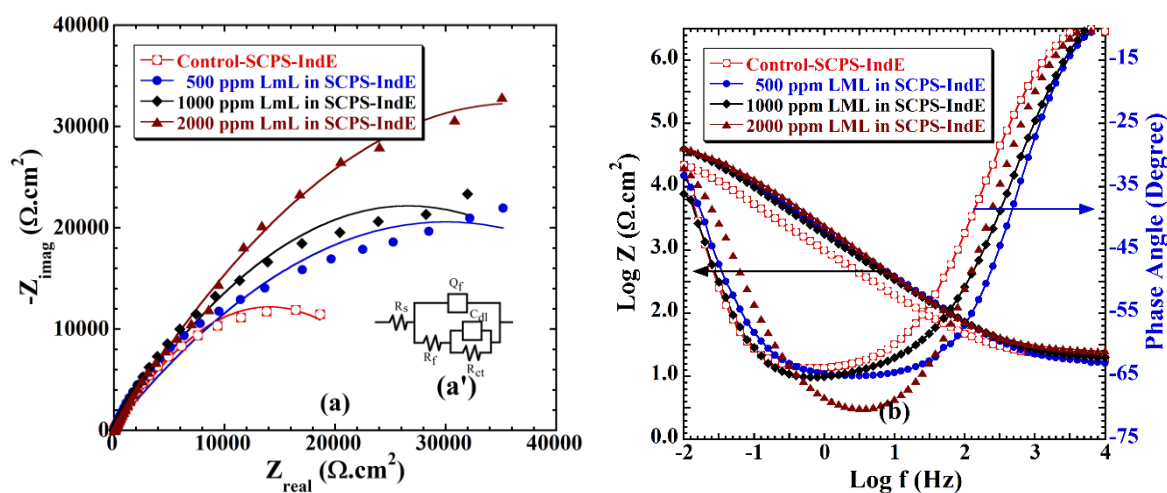 40000
30000
20000
10000
0
-Zimag (Ω.cm2)
Control-SCPS-IndE
500 ppm LmL in SCPS-IndE
1000 ppm LmL in SCPS-IndE
2000 ppm LmL in SCPS-IndE
Qf
Rs
Cdl
Rf
Rct
(a)
(a')
0
10000
20000
30000
40000
Zreal (Ω.cm2)
6.0
5.0
4.0
3.0
2.0
1.0
0.0
Log Z (Ω.cm2)
Control-SCPS-IndE
500 ppm LML in SCPS-IndE
1000 ppm LML in SCPS-IndE
2000 ppm LML in SCPS-IndE
-15
-25
-35
-45
-55
-65
-75
Phase Angle (Degree)
(b)
-2
-1
0
1
2
3
4
Log f (Hz)